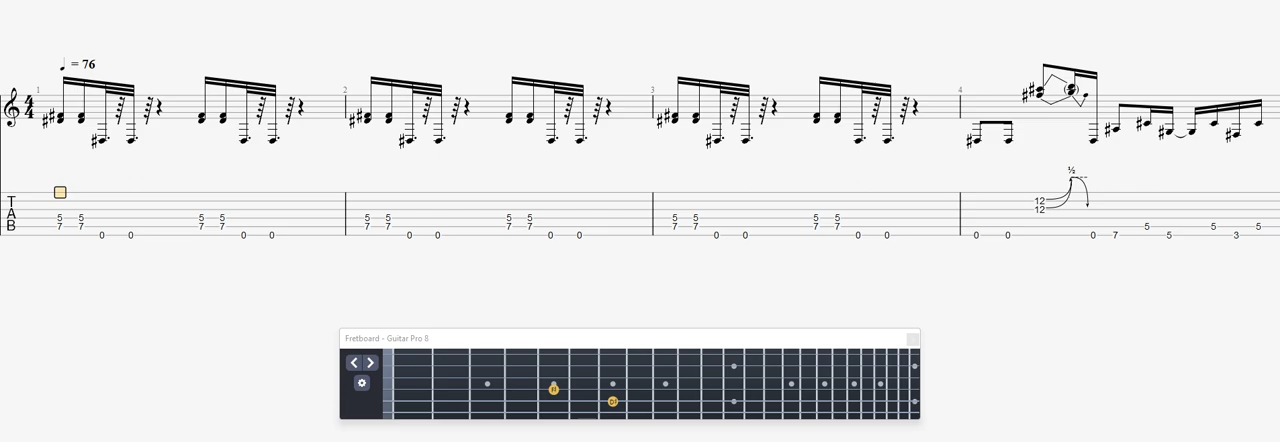 = 76
1 2 3 4
4
4
½
T
A
B
12
12
5 5 5 5 5 5 5 5 5 5 5 5
7 7 7 7 7 7 7 7 7 7 7 7 5 5 5
0 0 0 0 0 0 0 0 0 0 0 0 0 0 0 7 5 3
Fretboard - Guitar Pro 8